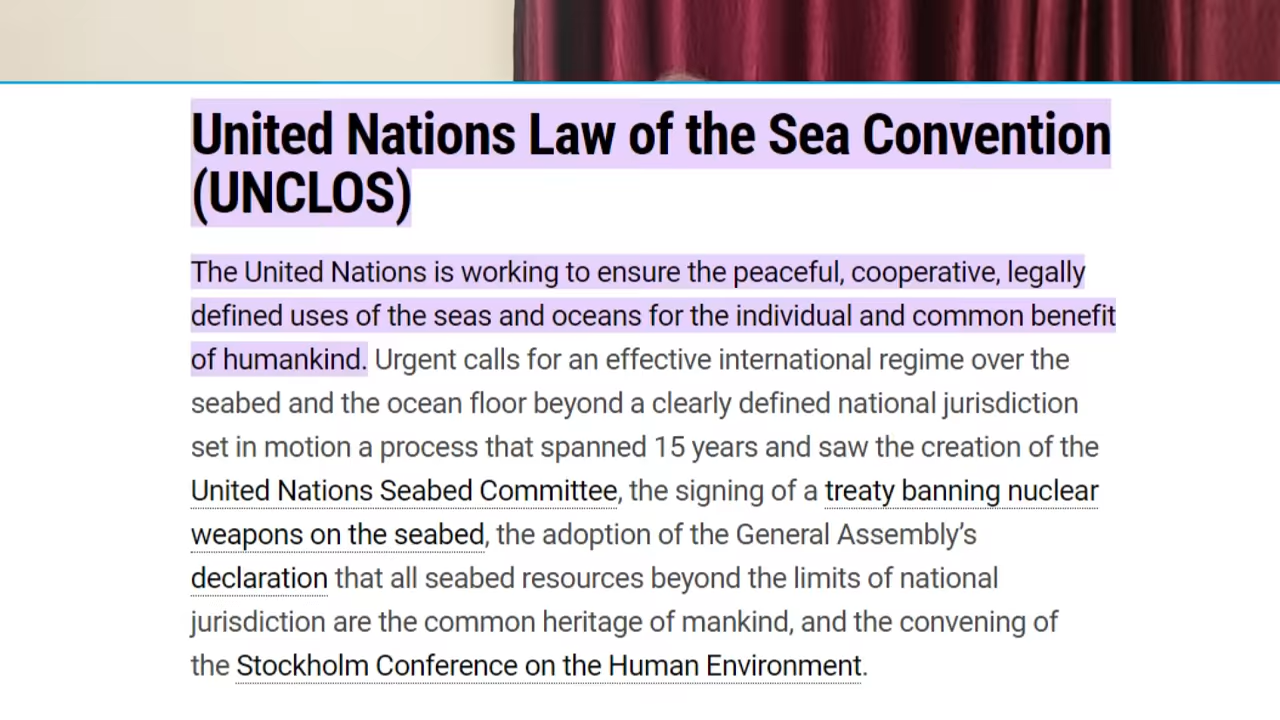 United Nations Law of the Sea Convention
(UNCLOS)
The United Nations is working to ensure the peaceful, cooperative, legally
defined uses of the seas and oceans for the individual and common benefit
of humankind. Urgent calls for an effective international regime over the
seabed and the ocean floor beyond a clearly defined national jurisdiction
set in motion a process that spanned 15 years and saw the creation of the
United Nations Seabed Committee, the signing of a treaty banning nuclear
weapons on the seabed, the adoption of the General Assembly’s
declaration that all seabed resources beyond the limits of national
jurisdiction are the common heritage of mankind, and the convening of
the Stockholm Conference on the Human Environment.